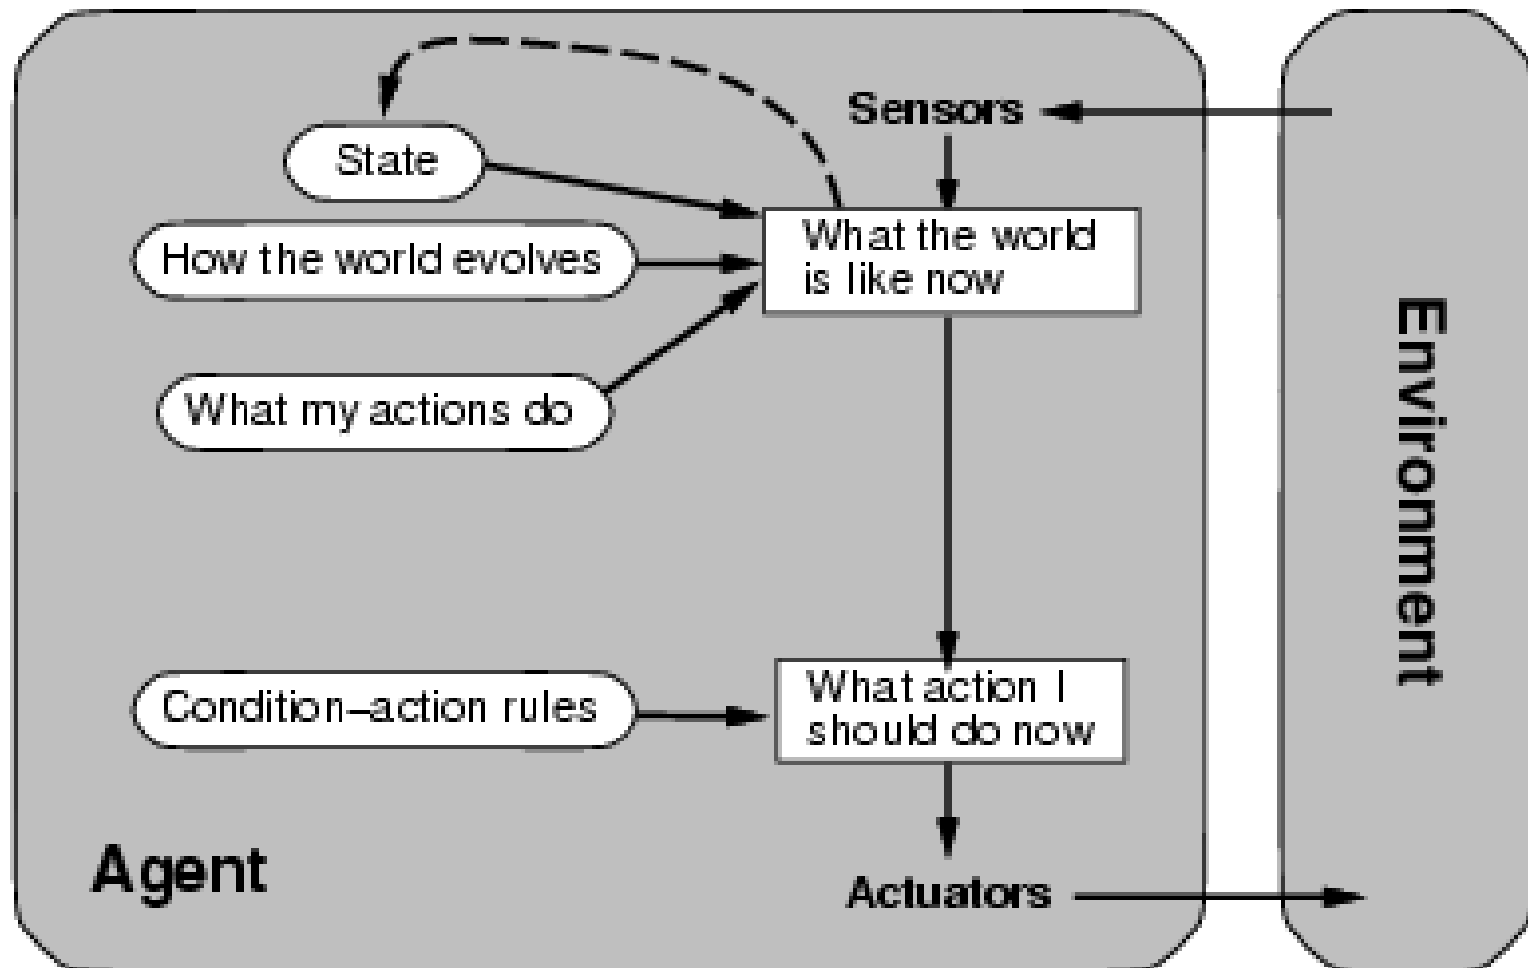 Sensors
State
What the world
is like now
How the world evolves
What my actions do
Environment
Condition–action rules
What action I
should do now
Agent
Actuators